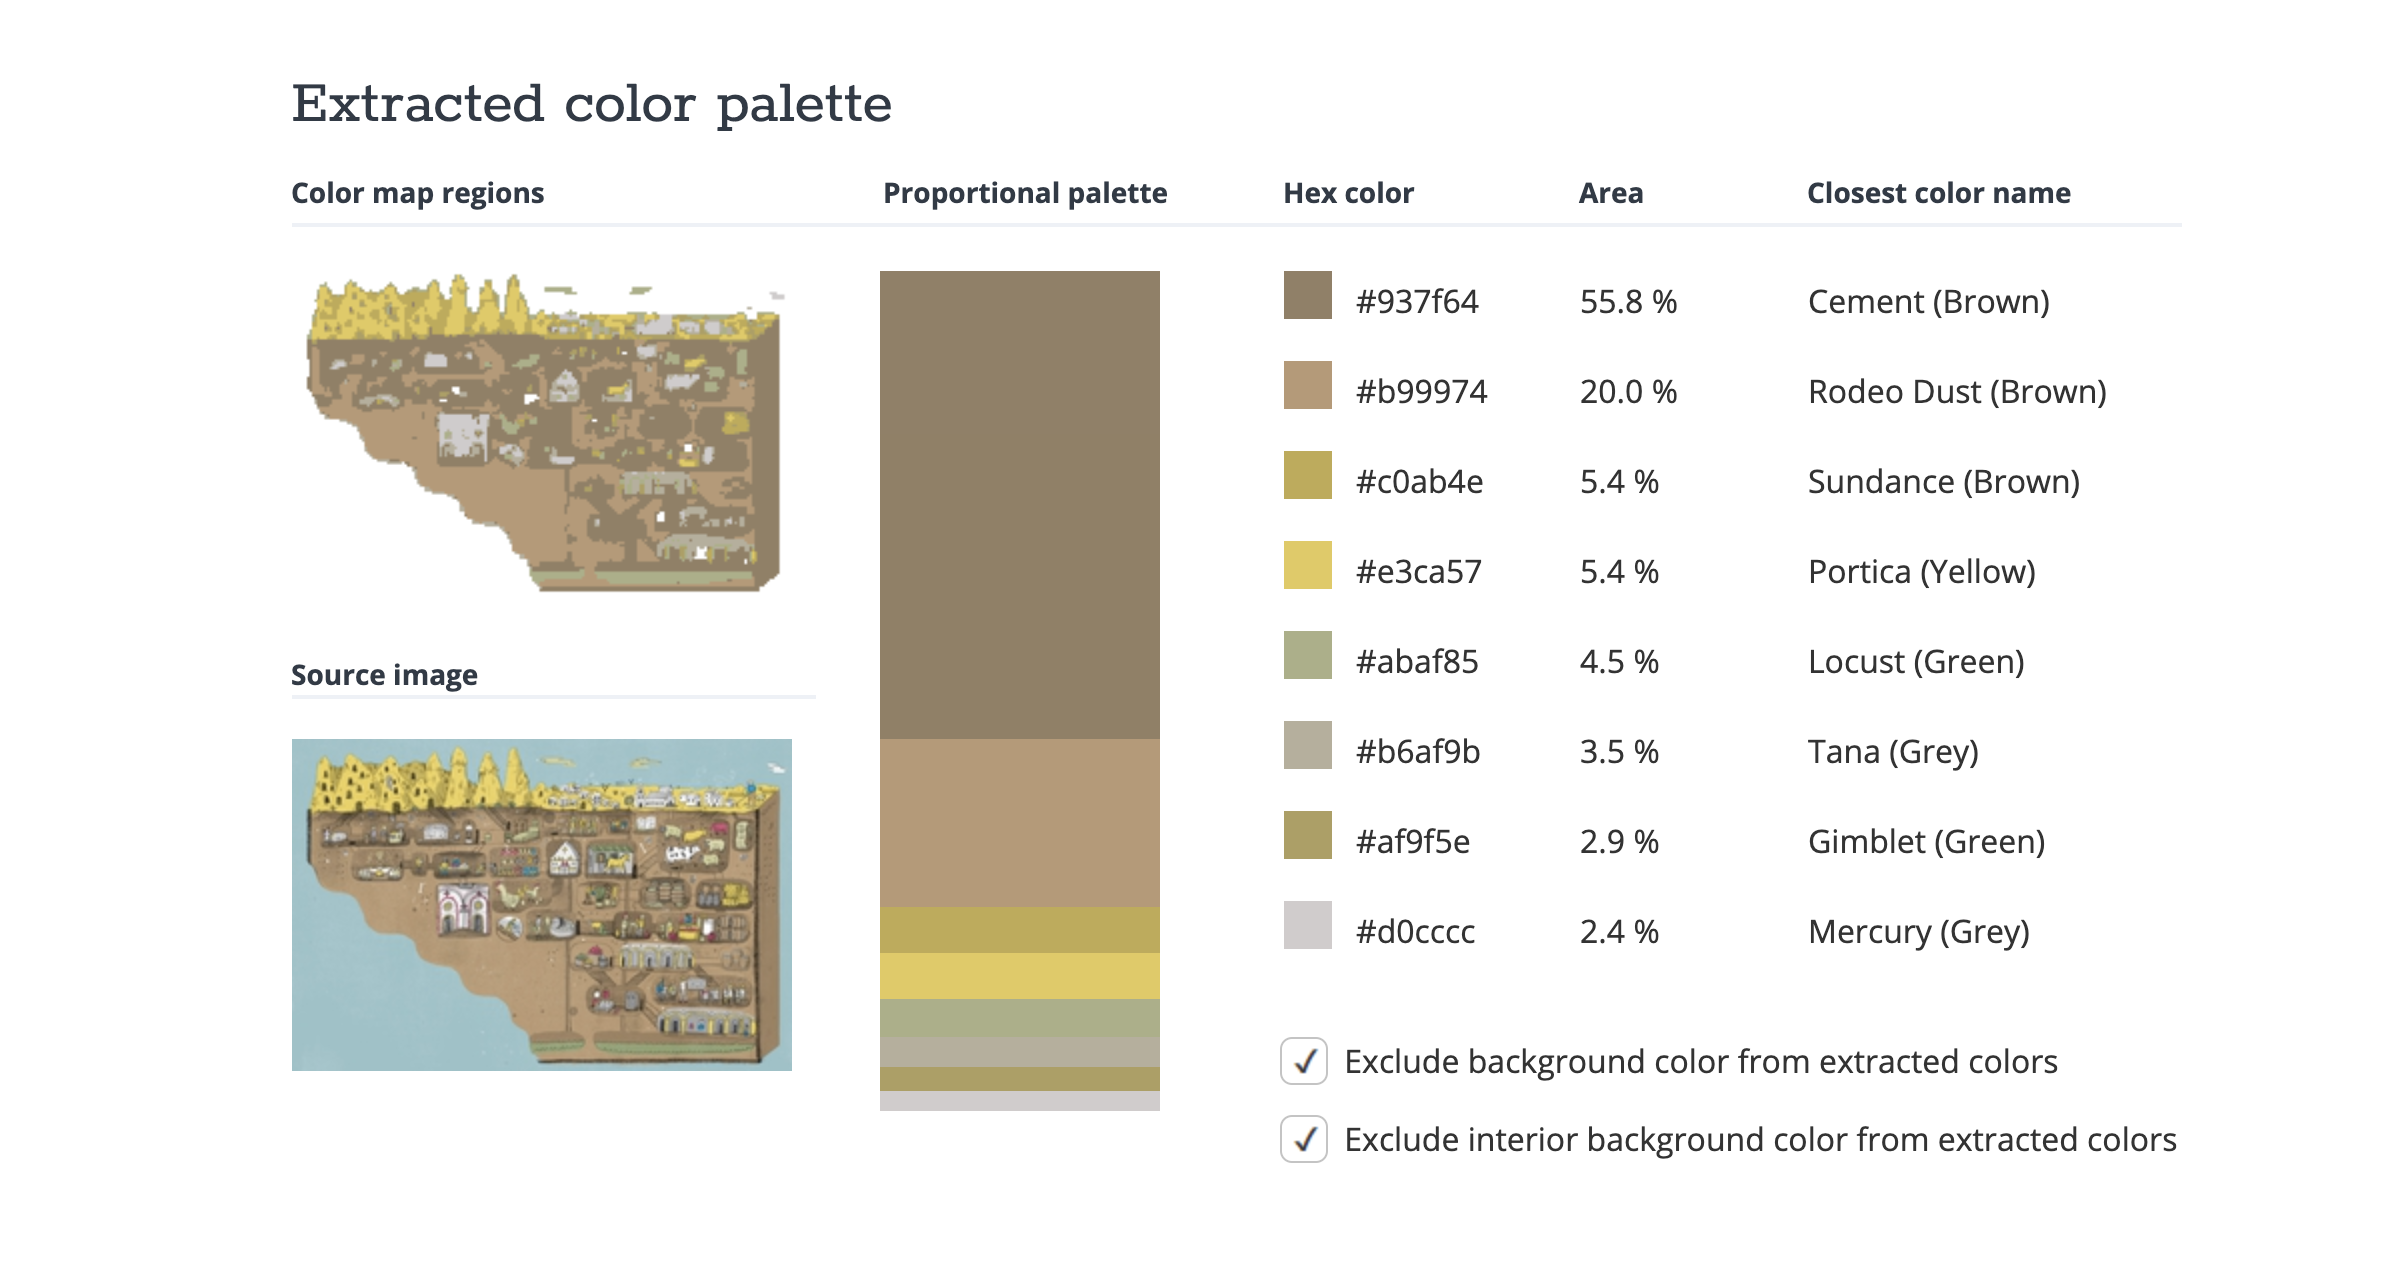 Extracted color palette
Color map regions
Proportional palette
Hex color
Area
Closest color name
#937f64 55.8 % Cement (Brown)
#b99974 20.0 % Rodeo Dust (Brown)
#c0ab4e 5.4 % Sundance (Brown)
#e3ca57 5.4 % Portica (Yellow)
#abaf85 4.5 % Locust (Green)
#b6af9b 3.5 % Tana (Grey)
#af9f5e 2.9 % Gimblet (Green)
#d0cccc 2.4 % Mercury (Grey)
Source image
Exclude background color from extracted colors
Exclude interior background color from extracted colors